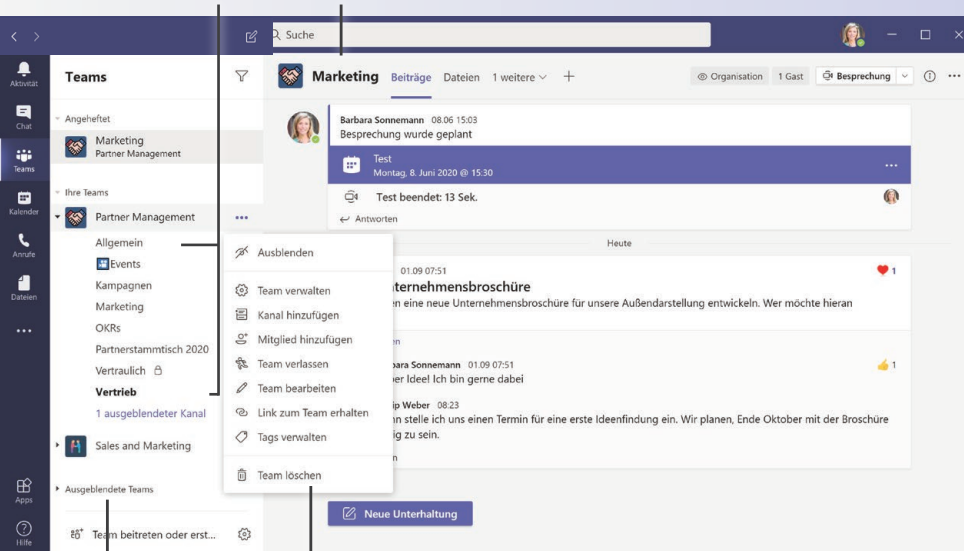 Suche
Aktivität
Chat
Teams
Kalender
Anrufe
Dateien
Apps
Hilfe
Teams
Angeheftet
Marketing
Partner Management
Ihre Teams
Partner Management
Allgemein
Events
Kampagnen
Marketing
OKRs
Partnerstammtisch 2020
Vertraulich
Vertrieb
1 ausgeblendeter Kanal
Sales and Marketing
Ausgeblendete Teams
Team beitreten oder erst...
Ausblenden
Team verwalten
Kanal hinzufügen
Mitglied hinzufügen
Team verlassen
Team bearbeiten
Link zum Team erhalten
Tags verwalten
Team löschen
Marketing Beiträge Dateien 1 weitere
Organisation 1 Gast Besprechung
Barbara Sonnemann 08.06 15:03
Besprechung wurde geplant
Test
Montag, 8. Juni 2020 @ 15:30
Test beendet: 13 Sek.
Antworten
Heute
01.09 07:51 1
ternehmensbroschüre
en eine neue Unternehmensbroschüre für unsere Außendarstellung entwickeln. Wer möchte hieran
en
bara Sonnemann 01.09 07:51 1
er Idee! Ich bin gerne dabei
ip Weber 08:23
n stelle ich uns einen Termin für eine erste Ideenfindung ein. Wir planen, Ende Oktober mit der Broschüre
ig zu sein.
n
Neue Unterhaltung